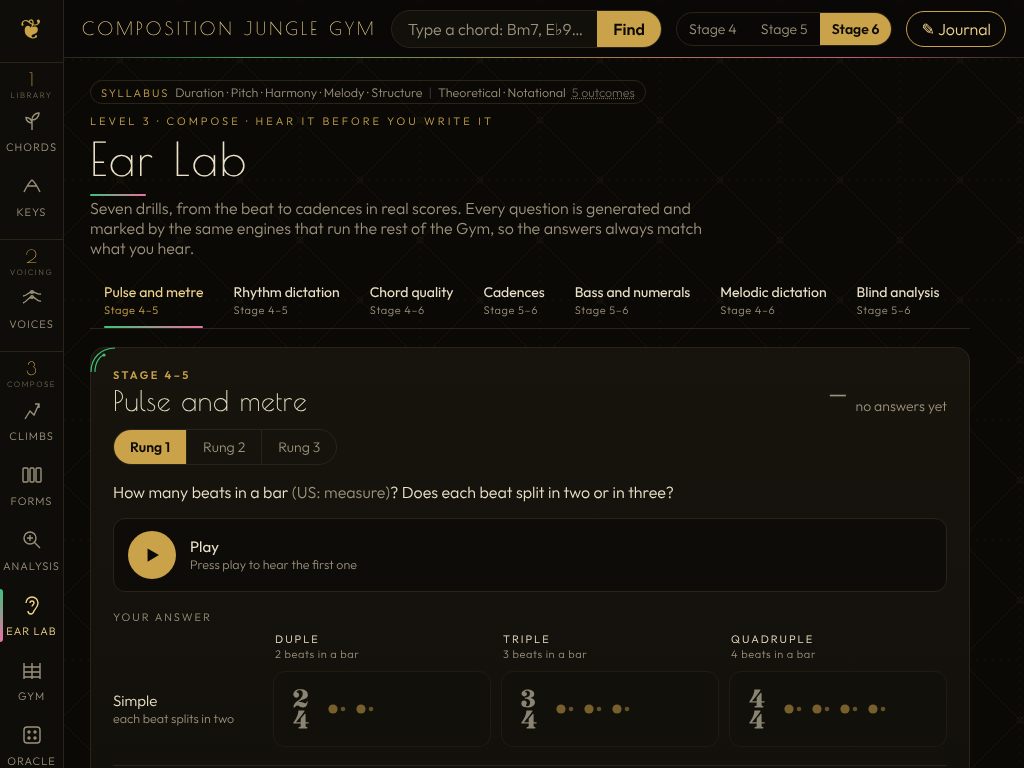 COMPOSITION JUNGLE GYM
Type a chord: Bm7, E♭9...
Find
Stage 4
Stage 5
Stage 6
✎ Journal
1
LIBRARY
CHORDS
KEYS
2
VOICING
VOICES
3
COMPOSE
CLIMBS
FORMS
ANALYSIS
EAR LAB
GYM
ORACLE
SYLLABUS Duration · Pitch · Harmony · Melody · Structure | Theoretical · Notational 5 outcomes
LEVEL 3 · COMPOSE · HEAR IT BEFORE YOU WRITE IT
Ear Lab
Seven drills, from the beat to cadences in real scores. Every question is generated and
marked by the same engines that run the rest of the Gym, so the answers always match
what you hear.
Pulse and metre
Stage 4–5
Rhythm dictation
Stage 4–5
Chord quality
Stage 4–6
Cadences
Stage 5–6
Bass and numerals
Stage 5–6
Melodic dictation
Stage 4–6
Blind analysis
Stage 5–6
STAGE 4–5
Pulse and metre
— no answers yet
Rung 1
Rung 2
Rung 3
How many beats in a bar (US: measure)? Does each beat split in two or in three?
Play
Press play to hear the first one
YOUR ANSWER
DUPLE
2 beats in a bar
TRIPLE
3 beats in a bar
QUADRUPLE
4 beats in a bar
Simple
each beat splits in two
2
4
3
4
4
4